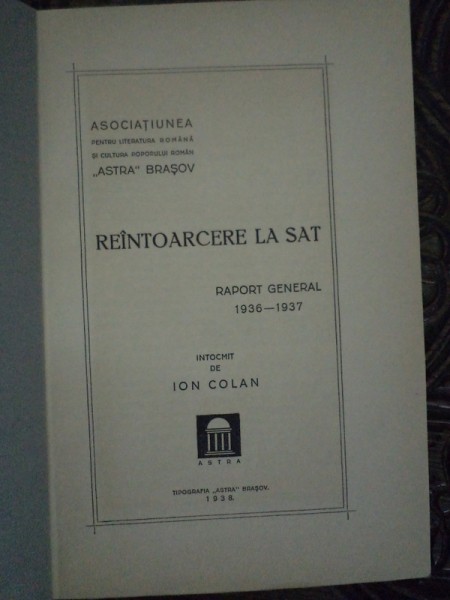 ASOCIAȚIUNEA
PENTRU LITERATURA ROMÂNĂ
ȘI CULTURA POPORULUI ROMÂN
„ASTRA" BRAȘOV
REÎNTOARCERE LA SAT
RAPORT GENERAL
1936—1937
INTOCMIT
DE
ION COLAN
ASTRA
TIPOGRAFIA „ASTRA" BRAȘOV.
1938.